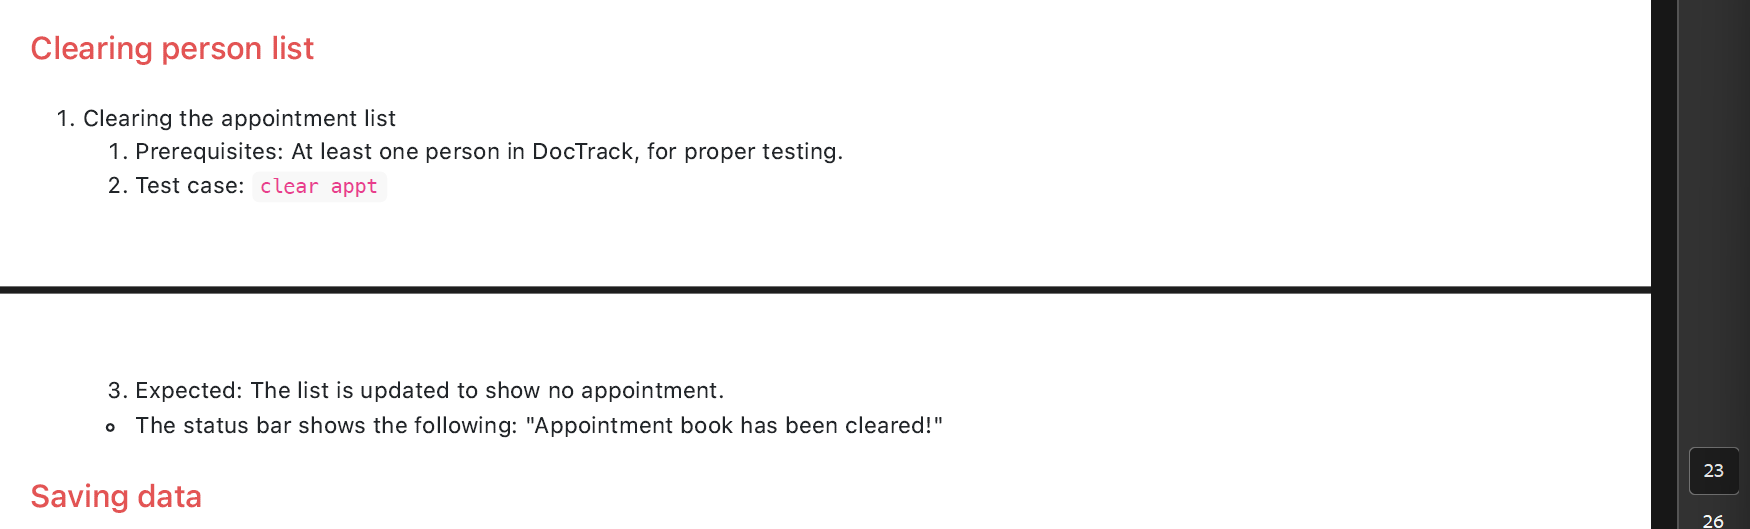 Clearing person list
1. Clearing the appointment list
1. Prerequisites: At least one person in DocTrack, for proper testing.
2. Test case: clear appt
3. Expected: The list is updated to show no appointment.
The status bar shows the following: "Appointment book has been cleared!"
Saving data
23
26